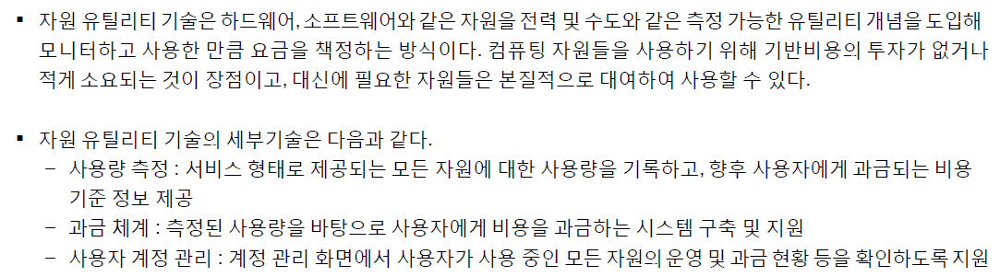 ▪ 자원 유틸리티 기술은 하드웨어, 소프트웨어와 같은 자원을 전력 및 수도와 같은 측정 가능한 유틸리티 개념을 도입해
모니터하고 사용한 만큼 요금을 책정하는 방식이다. 컴퓨팅 자원들을 사용하기 위해 기반비용의 투자가 없거나
적게 소요되는 것이 장점이고, 대신에 필요한 자원들은 본질적으로 대여하여 사용할 수 있다.
▪ 자원 유틸리티 기술의 세부기술은 다음과 같다.
– 사용량 측정 : 서비스 형태로 제공되는 모든 자원에 대한 사용량을 기록하고, 향후 사용자에게 과금되는 비용
기준 정보 제공
– 과금 체계 : 측정된 사용량을 바탕으로 사용자에게 비용을 과금하는 시스템 구축 및 지원
– 사용자 계정 관리 : 계정 관리 화면에서 사용자가 사용 중인 모든 자원의 운영 및 과금 현황 등을 확인하도록 지원